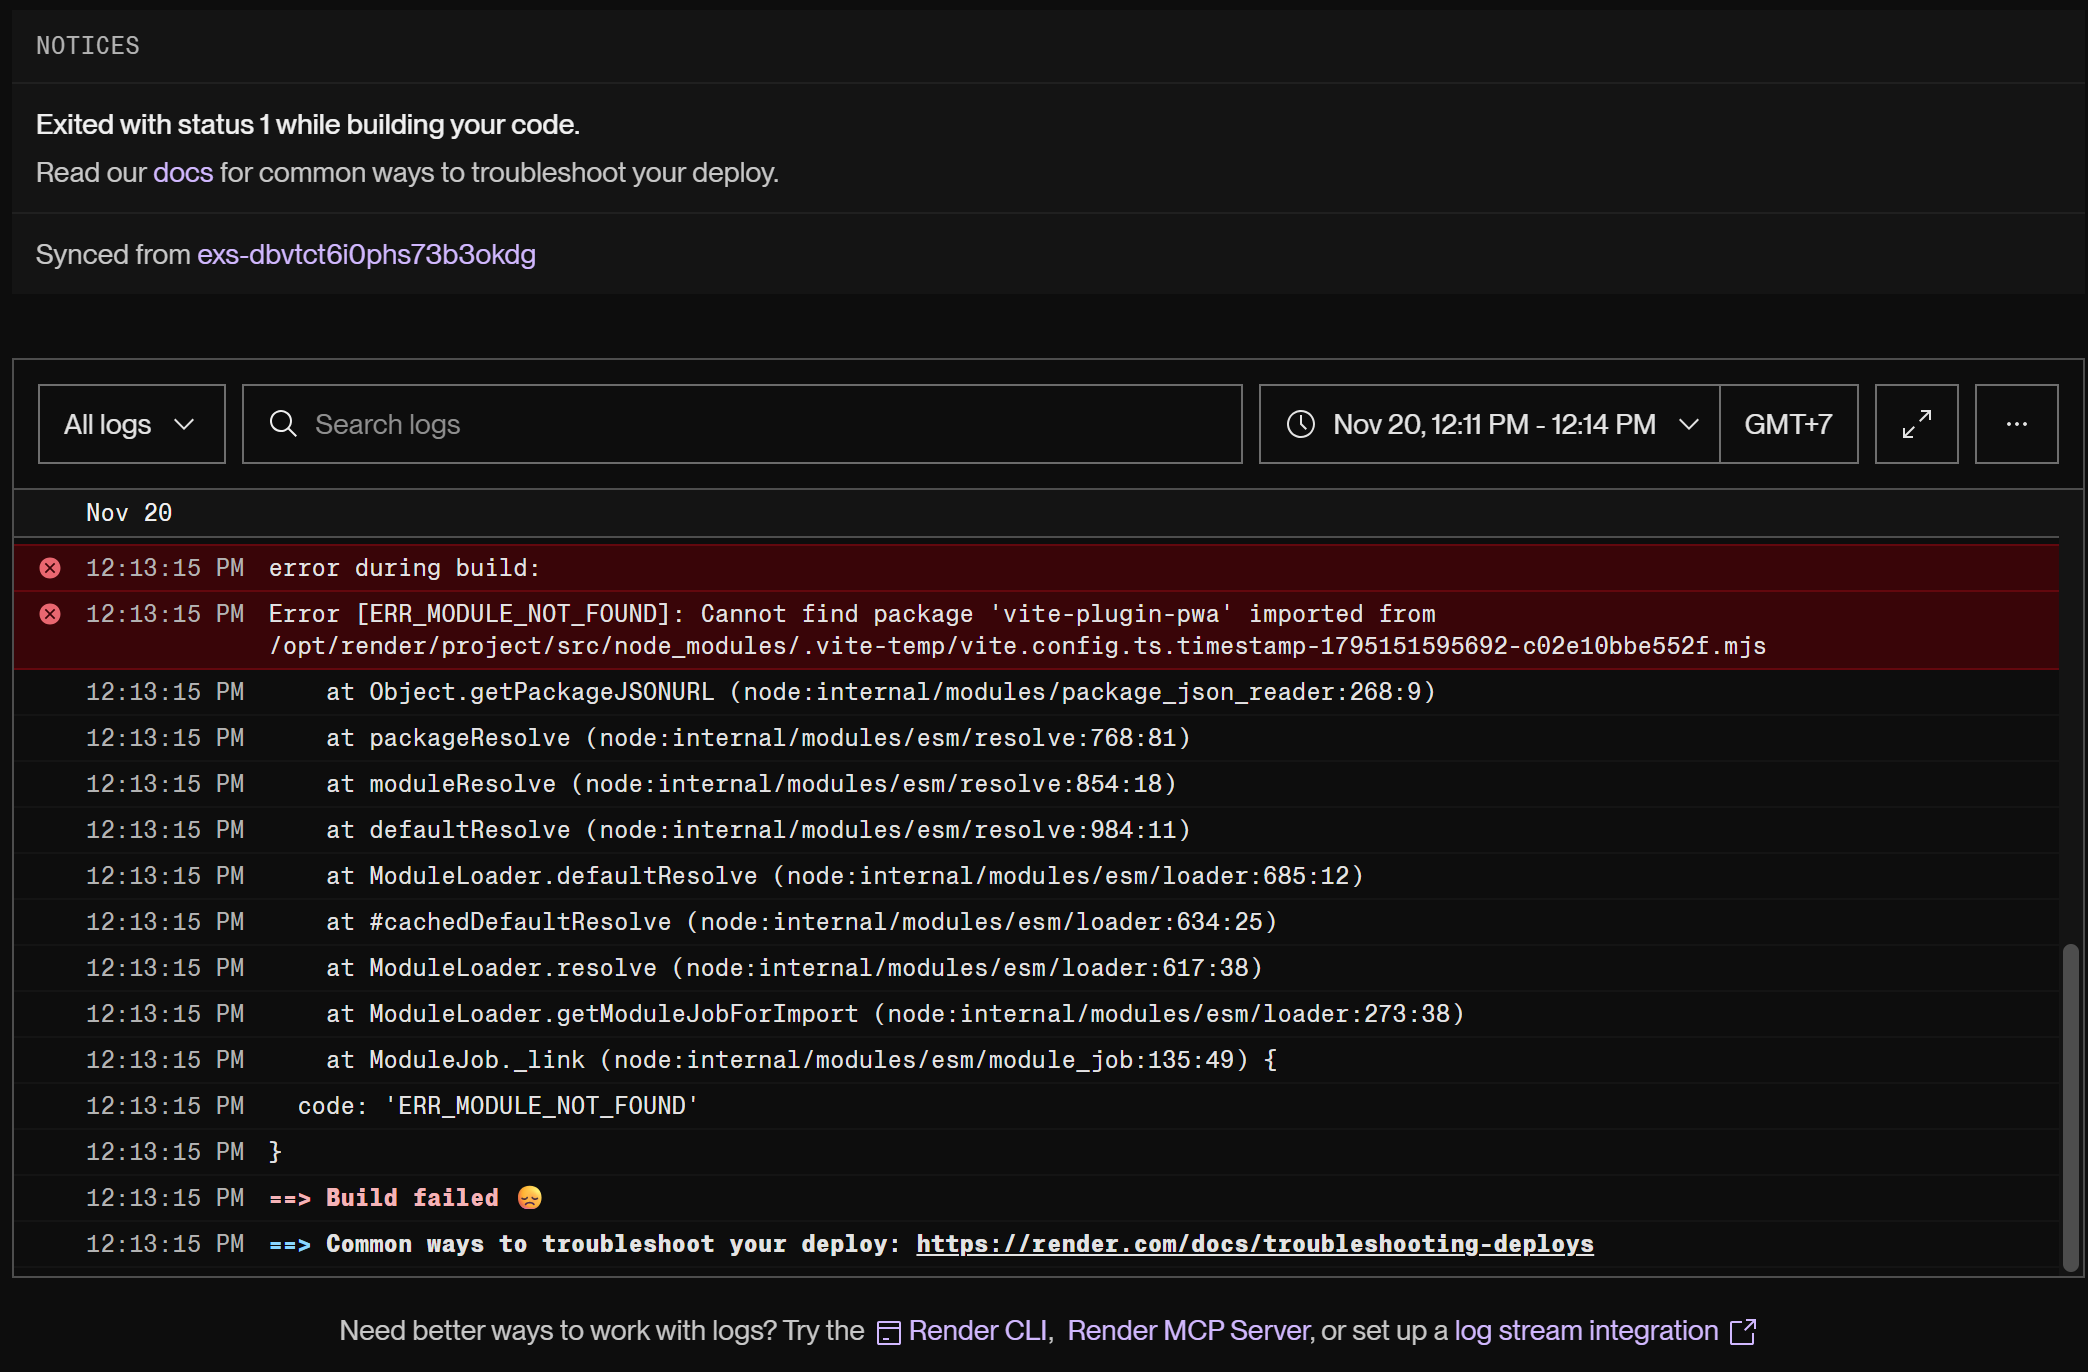 NOTICES
Exited with status 1 while building your code.
Read our docs for common ways to troubleshoot your deploy.
Synced from exs-dbvtct6i0phs73b3okdg
All logs
Search logs
Nov 20, 12:11 PM - 12:14 PM
GMT+7
Nov 20
12:13:15 PM error during build:
12:13:15 PM Error [ERR_MODULE_NOT_FOUND]: Cannot find package 'vite-plugin-pwa' imported from
/opt/render/project/src/node_modules/.vite-temp/vite.config.ts.timestamp-1795151595692-c02e10bbe552f.mjs
12:13:15 PM     at Object.getPackageJSONURL (node:internal/modules/package_json_reader:268:9)
12:13:15 PM     at packageResolve (node:internal/modules/esm/resolve:768:81)
12:13:15 PM     at moduleResolve (node:internal/modules/esm/resolve:854:18)
12:13:15 PM     at defaultResolve (node:internal/modules/esm/resolve:984:11)
12:13:15 PM     at ModuleLoader.defaultResolve (node:internal/modules/esm/loader:685:12)
12:13:15 PM     at #cachedDefaultResolve (node:internal/modules/esm/loader:634:25)
12:13:15 PM     at ModuleLoader.resolve (node:internal/modules/esm/loader:617:38)
12:13:15 PM     at ModuleLoader.getModuleJobForImport (node:internal/modules/esm/loader:273:38)
12:13:15 PM     at ModuleJob._link (node:internal/modules/esm/module_job:135:49) {
12:13:15 PM   code: 'ERR_MODULE_NOT_FOUND'
12:13:15 PM }
12:13:15 PM ==> Build failed 😞
12:13:15 PM ==> Common ways to troubleshoot your deploy: https://render.com/docs/troubleshooting-deploys
Need better ways to work with logs? Try the Render CLI, Render MCP Server, or set up a log stream integration